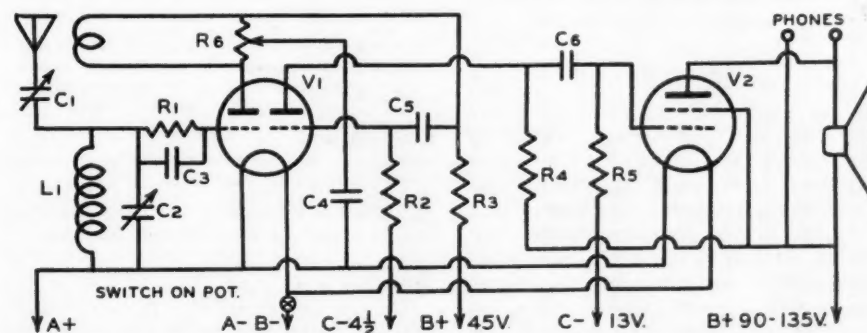 PHONES
R6
C6
V1
V2
C1
R1
C5
C3
L1
C2
C4
R2
R3
R4
R5
SWITCH ON POT.
A+
A- B-
C-4½
B+ 45V.
C- 13V.
B+ 90-135V.